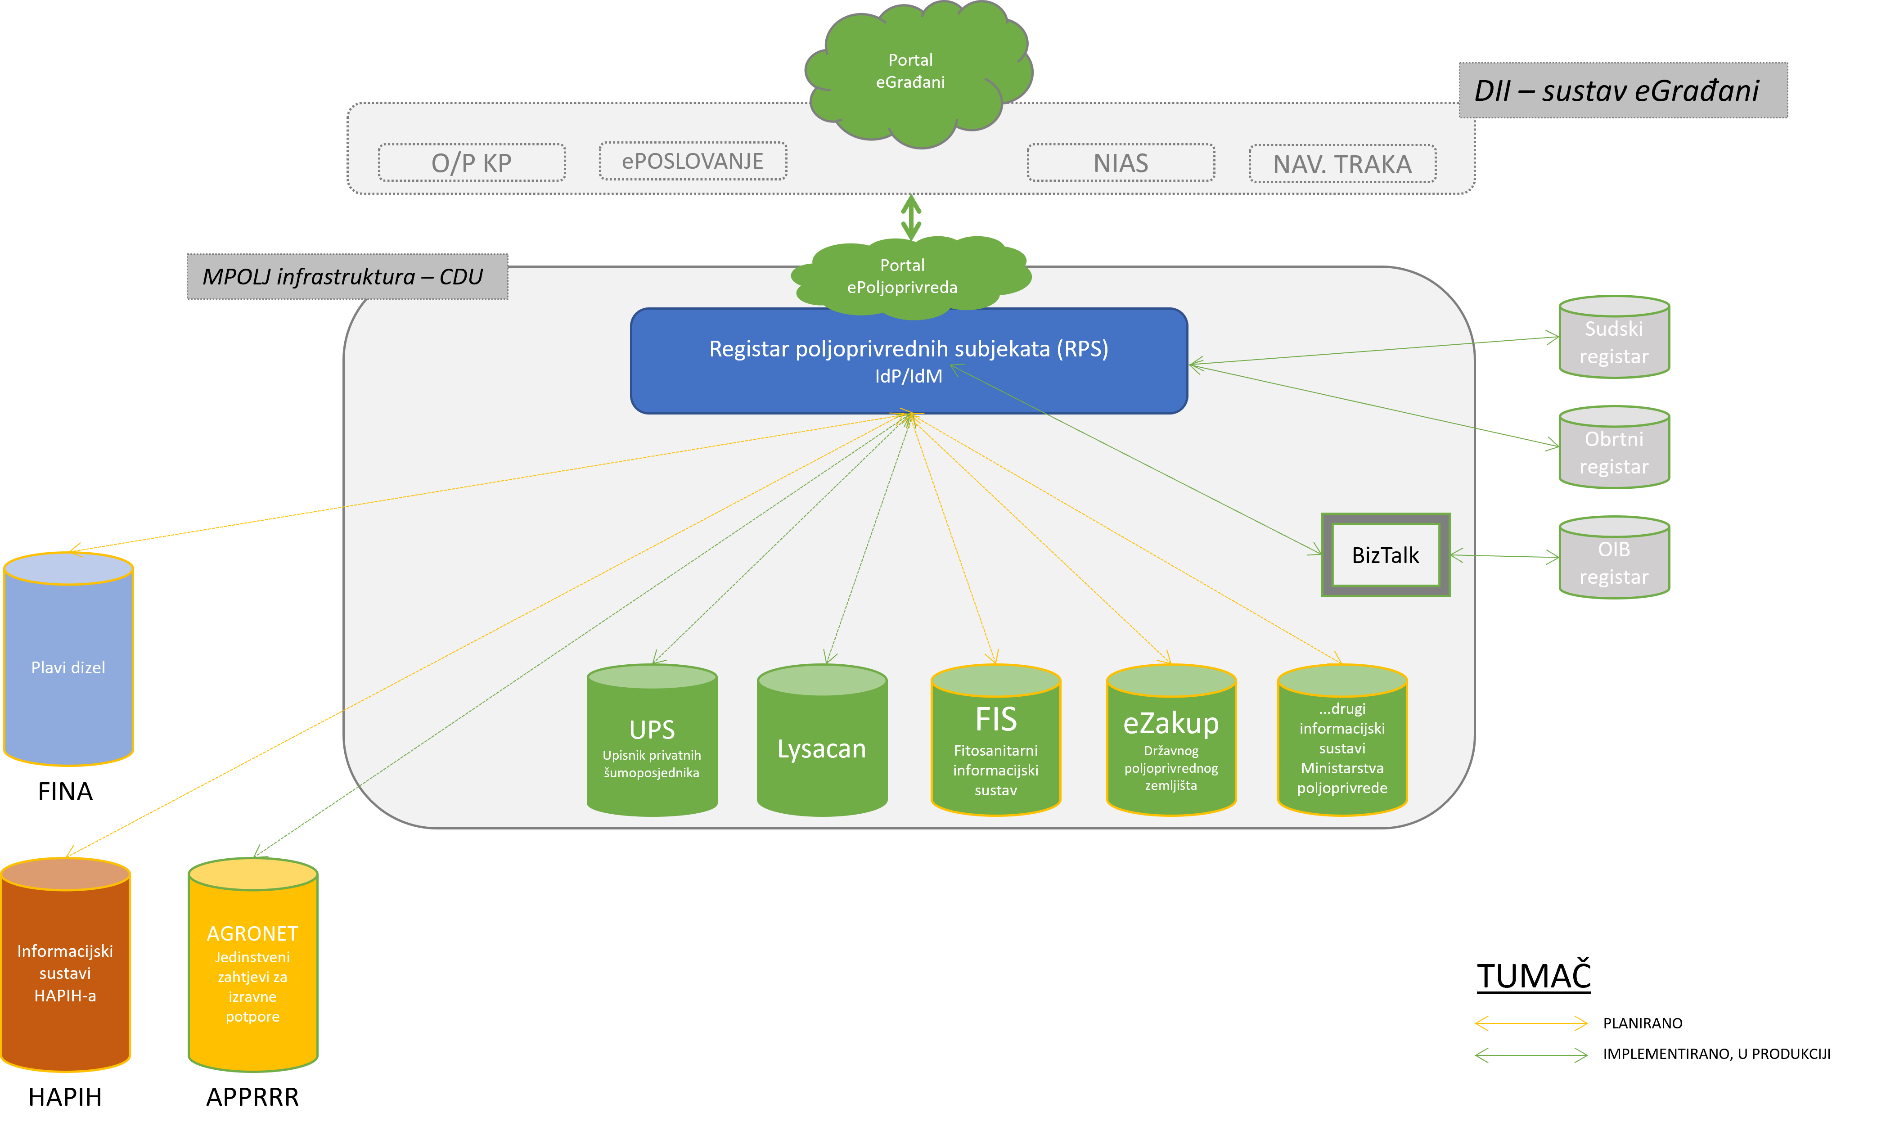 Portal
eGrađani
DII – sustav eGrađani
O/P KP
ePOSLOVANJE
NIAS
NAV. TRAKA
MPOLJ infrastruktura – CDU
Portal
ePoljoprivreda
Registar poljoprivrednih subjekata (RPS)
IdP/IdM
Sudski
registar
Obrtni
registar
OIB
registar
BizTalk
Plavi dizel
FINA
UPS
Upisnik privatnih
šumoposjednika
Lysacan
FIS
Fitosanitarni
informacijski
sustav
eZakup
Državnog
poljoprivrednog
zemljišta
...drugi
informacijski
sustavi
Ministarstva
poljoprivrede
Informacijski
sustavi
HAPIH-a
HAPIH
AGRONET
Jedinstveni
zahtjevi za
izravne
potpore
APPRRR
TUMAČ
PLANIRANO
IMPLEMENTIRANO, U PRODUKCIJI